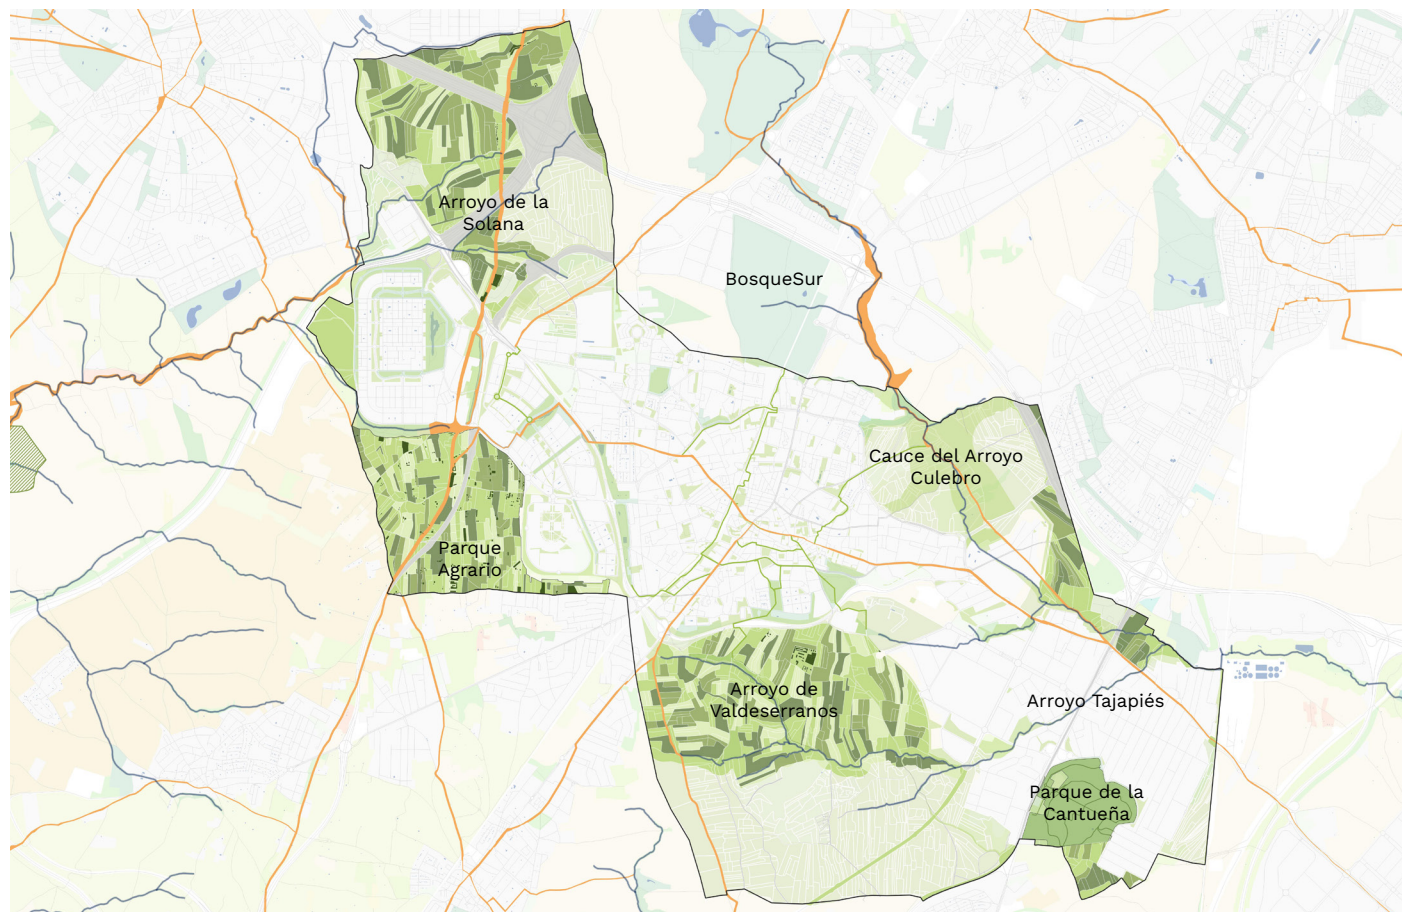 Arroyo de la
Solana
BosqueSur
Cauce del Arroyo
Culebro
Parque
Agrario
Arroyo de
Valdeserranos
Arroyo Tajapiés
Parque de la
Cantueña